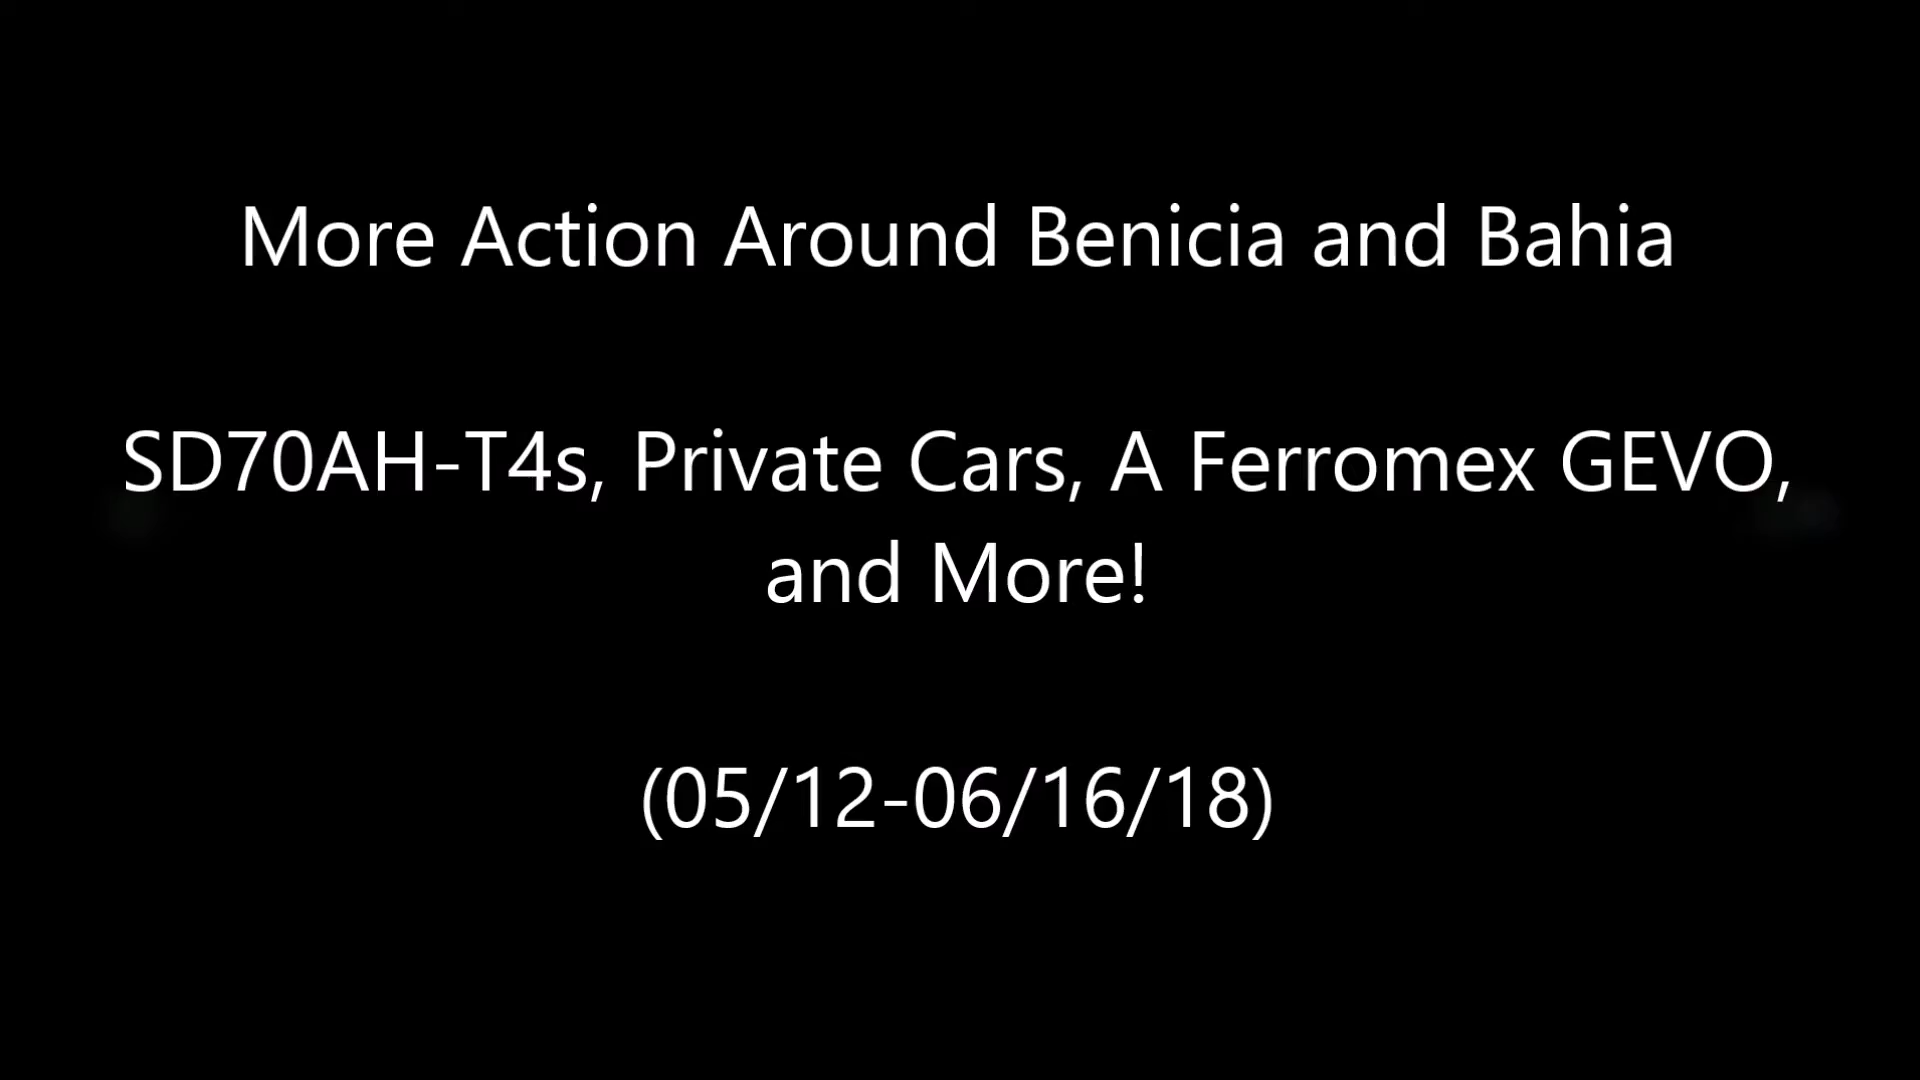 More Action Around Benicia and Bahia
SD70AH-T4s, Private Cars, A Ferromex GEVO,
and More!
(05/12-06/16/18)